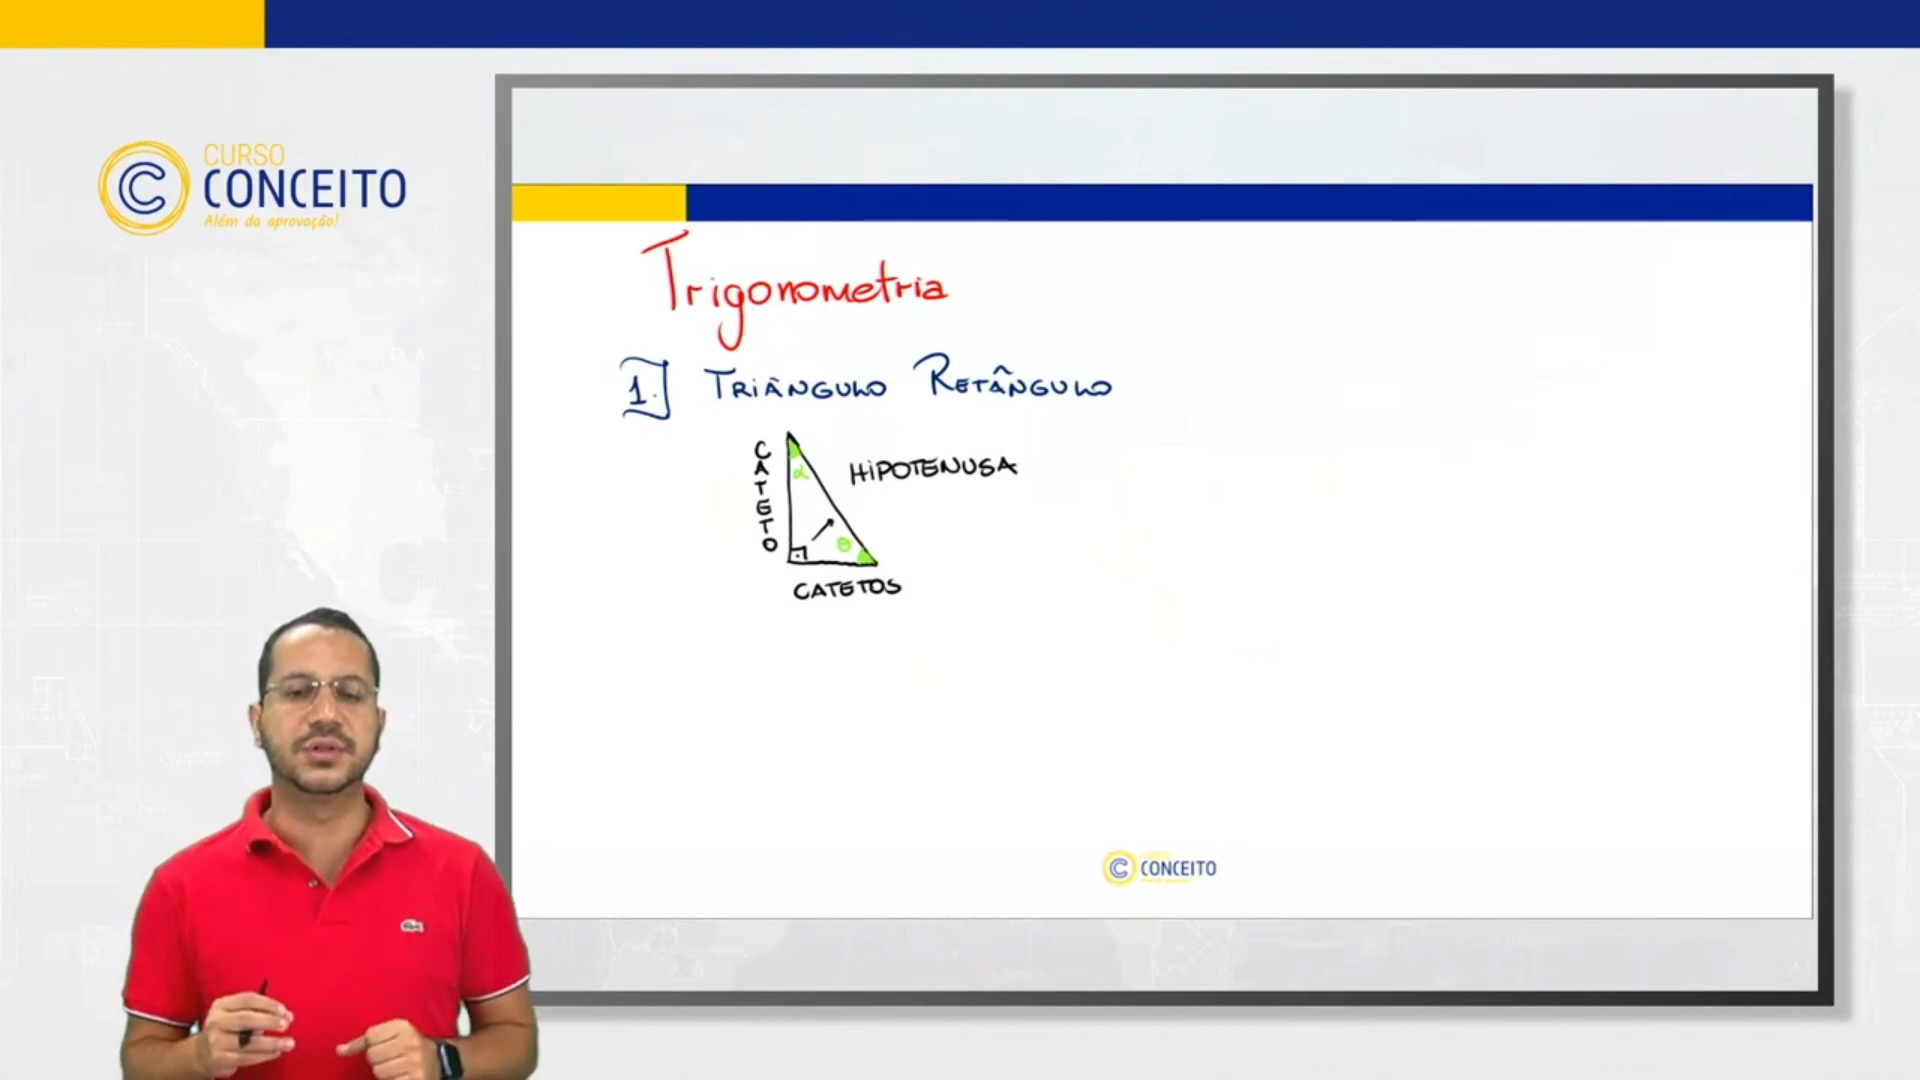 CURSO
CONCEITO
Além da aprovação!
Trigonometria
1. TRIÂNGULO RETÂNGULO
CATETO
α
HIPOTENUSA
θ
CATETOS
CONCEITO